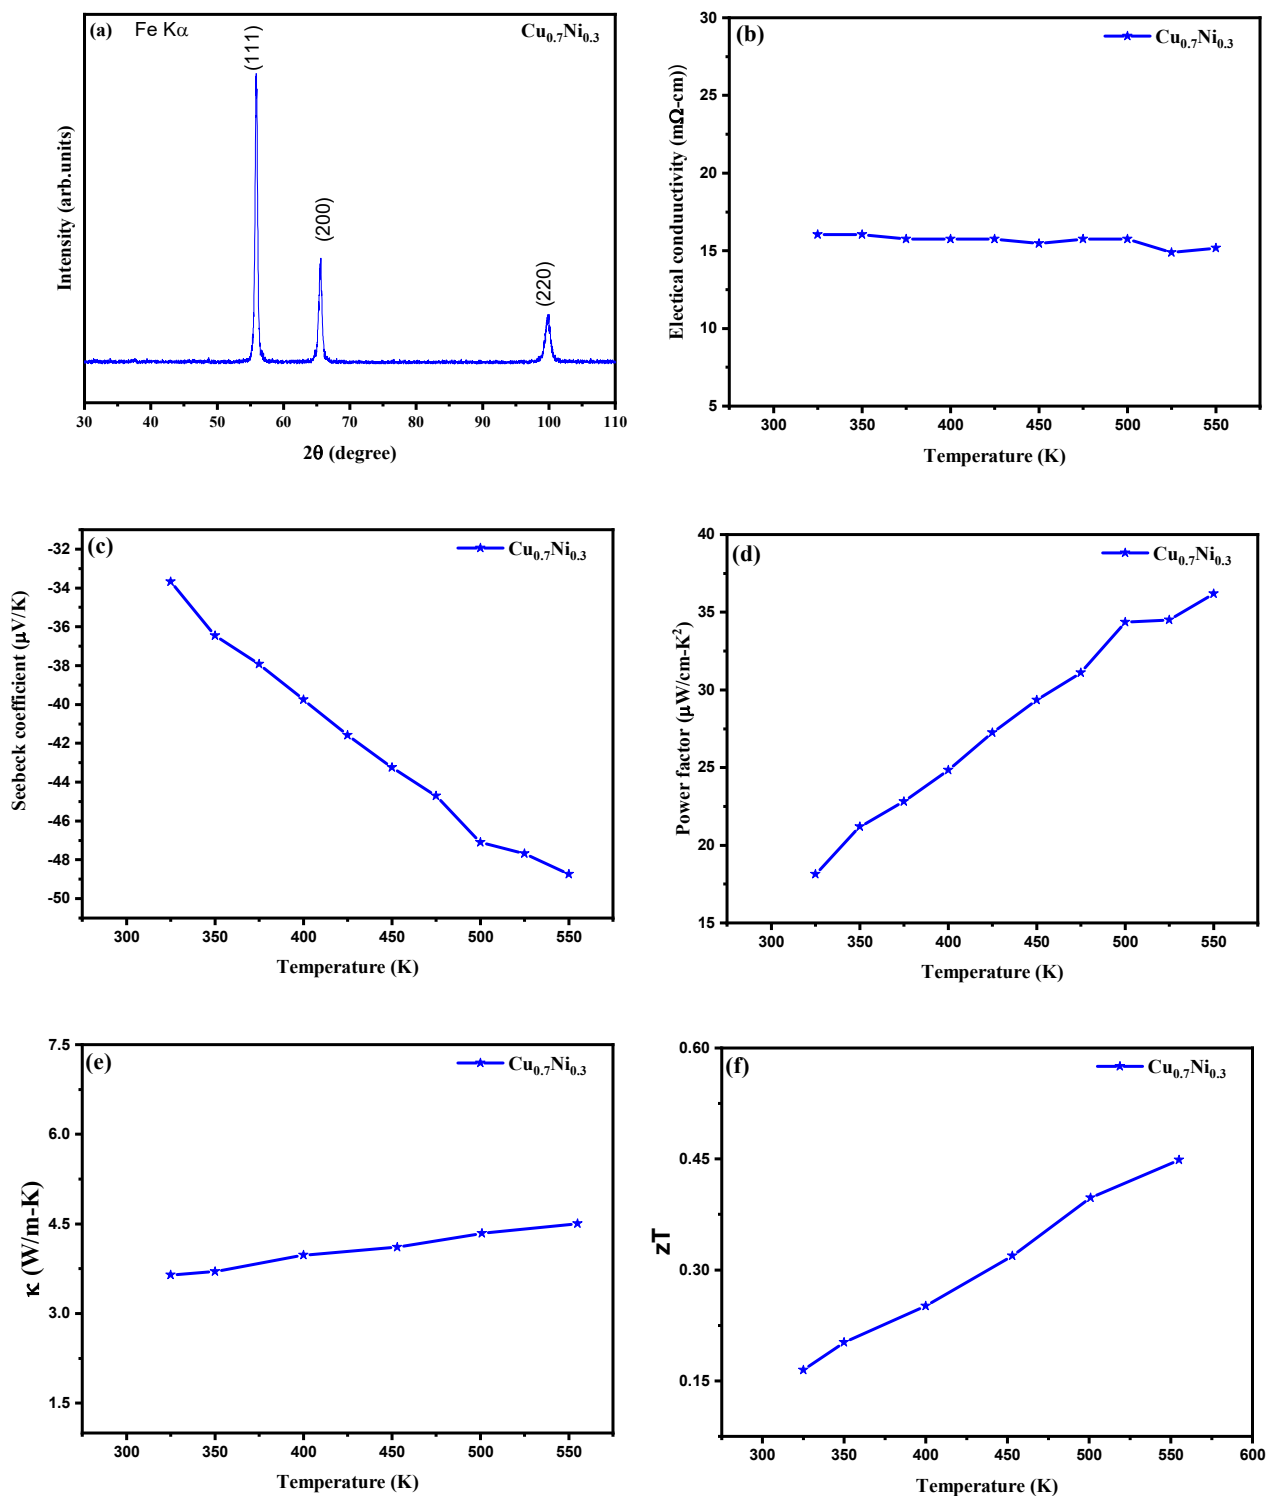 (a) Fe Kα Cu0.7Ni0.3
(111)
(200)
(220)
Intensity (arb.units)
30 40 50 60 70 80 90 100 110
2θ (degree)
(b) Cu0.7Ni0.3
30
25
20
15
10
5
Electical conduuctivity (mΩ-cm))
300 350 400 450 500 550
Temperature (K)
(c) Cu0.7Ni0.3
-32
-34
-36
-38
-40
-42
-44
-46
-48
-50
Seebeck coefficient (μV/K)
300 350 400 450 500 550
Temperature (K)
(d) Cu0.7Ni0.3
40
35
30
25
20
15
Power factor (μW/cm-K2)
300 350 400 450 500 550
Temperature (K)
(e) Cu0.7Ni0.3
7.5
6.0
4.5
3.0
1.5
κ (W/m-K)
300 350 400 450 500 550
Temperature (K)
(f) Cu0.7Ni0.3
0.60
0.45
0.30
0.15
zT
300 350 400 450 500 550 600
Temperature (K)